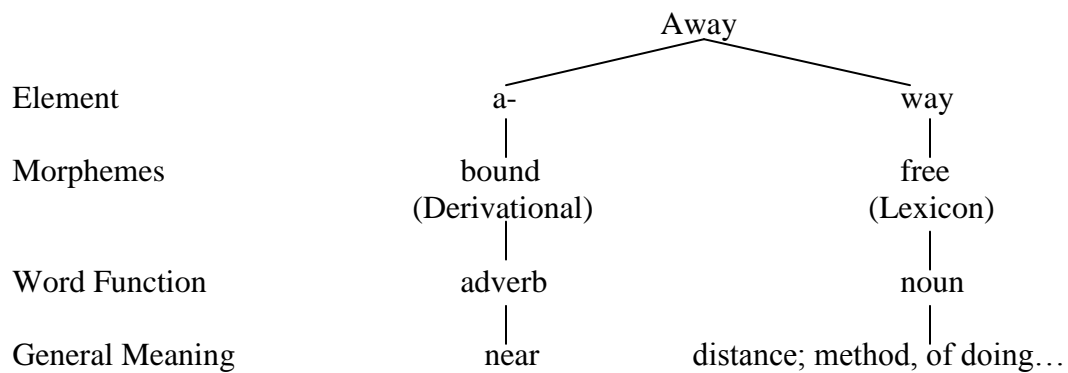 Away
Element a- way
Morphemes bound free
(Derivational) (Lexicon)
Word Function adverb noun
General Meaning near distance; method, of doing…